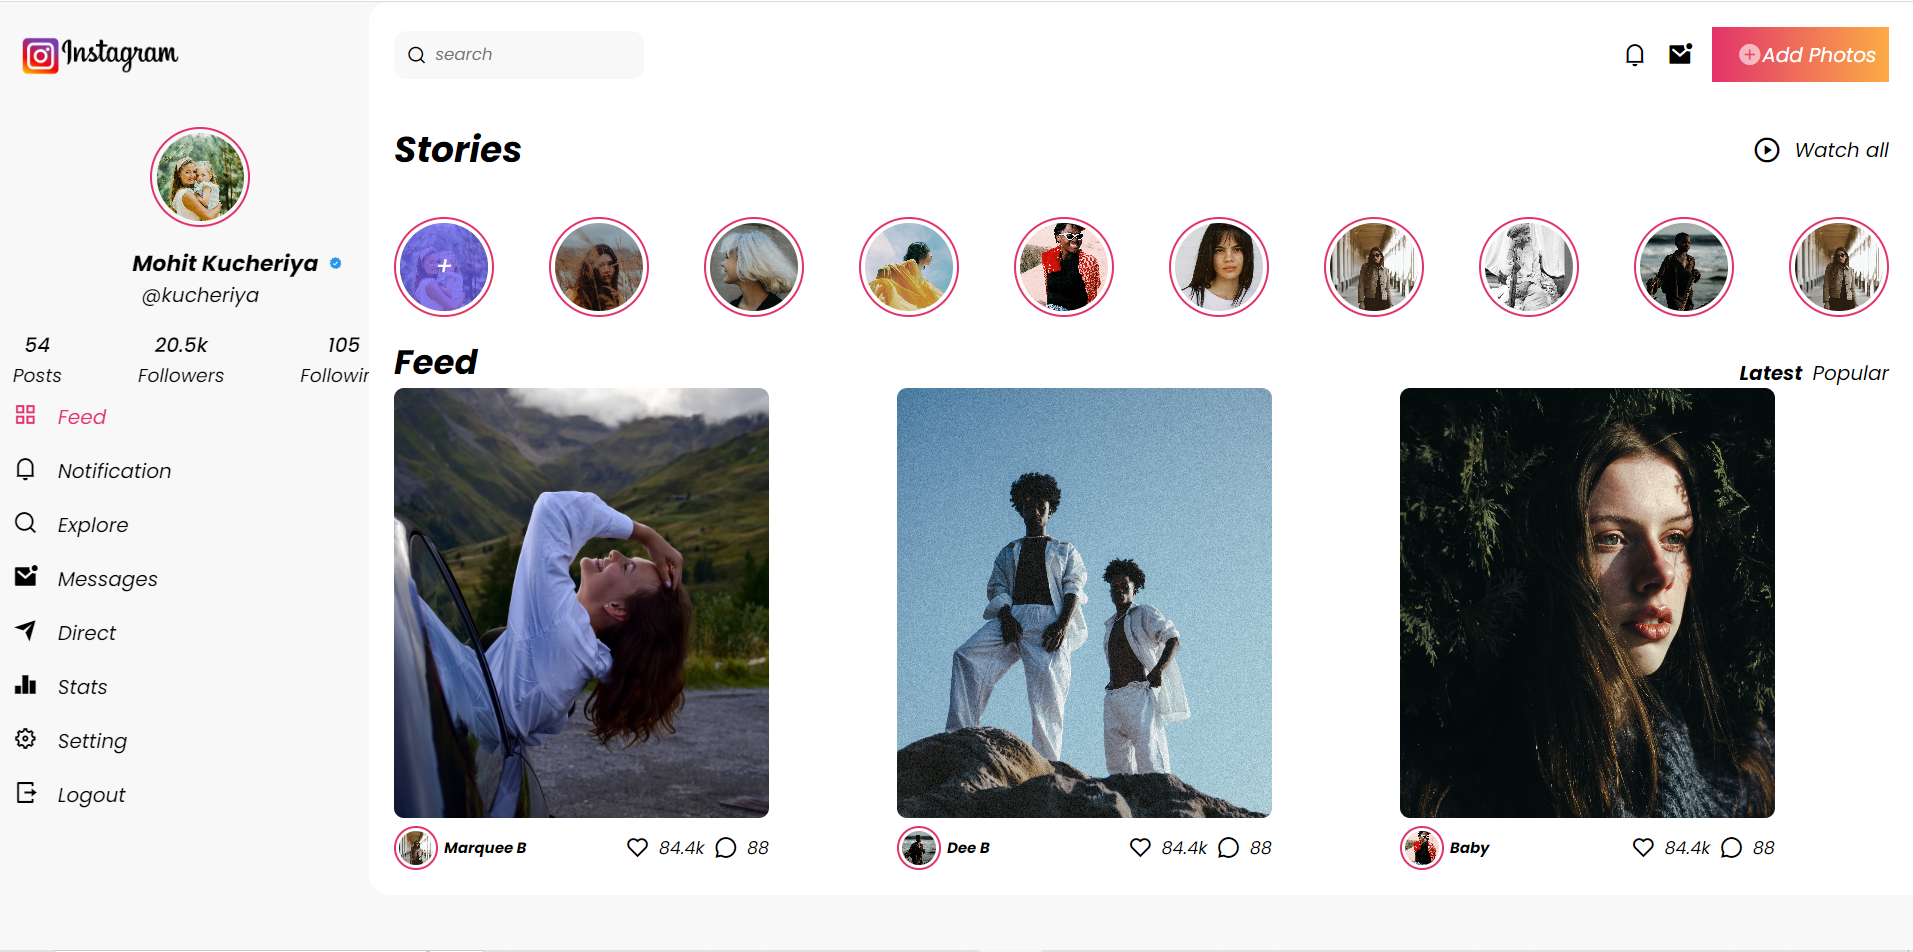 Instagram
search
Add Photos
Mohit Kucheriya
@kucheriya
54 20.5k 105
Posts Followers Followin
Feed
Notification
Explore
Messages
Direct
Stats
Setting
Logout
Stories
Watch all
Feed
Latest Popular
Marquee B 84.4k 88
Dee B 84.4k 88
Baby 84.4k 88